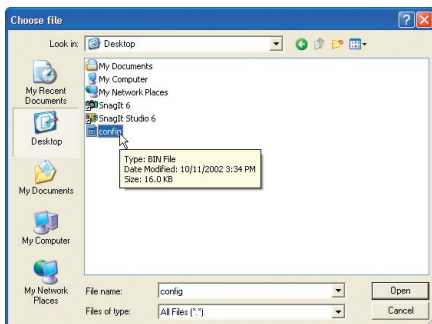 Choose file
Look in:
Desktop
My Recent
Documents
Desktop
My Documents
My Computer
My Network
Places
My Documents
My Computer
My Network Places
SnagIt 6
SnagIt Studio 6
config
Type: BIN File
Date Modified: 10/11/2002 3:34 PM
Size: 16.0 KB
File name:
config
Open
Files of type:
All Files (*.*)
Cancel